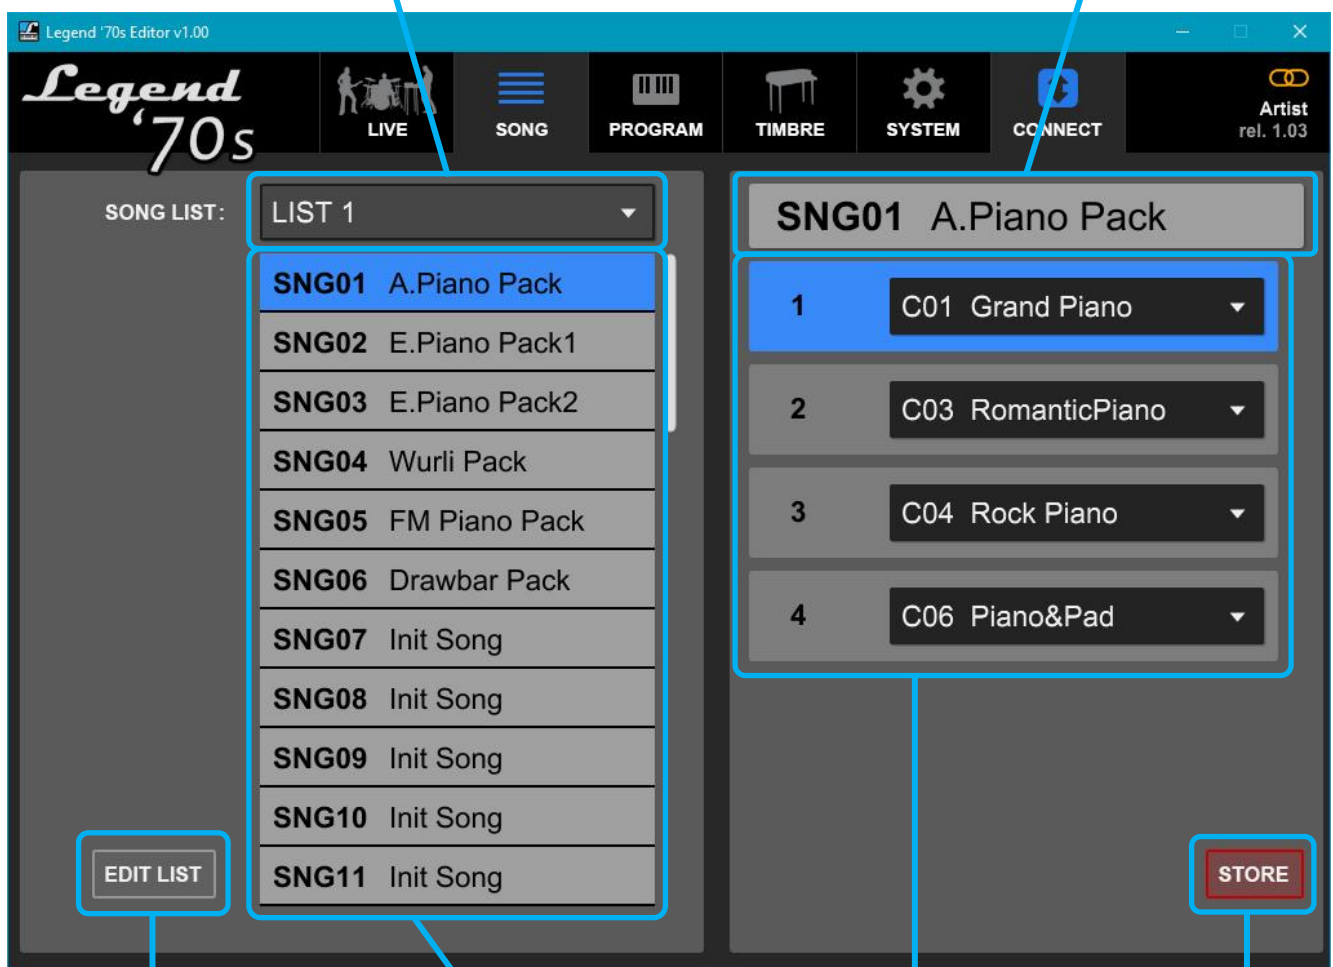 Legend '70s Editor v1.00
Legend
'70s
LIVE
SONG
PROGRAM
TIMBRE
SYSTEM
CONNECT
Artist
rel. 1.03
SONG LIST:
LIST 1
SNG01 A.Piano Pack
SNG02 E.Piano Pack1
SNG03 E.Piano Pack2
SNG04 Wurli Pack
SNG05 FM Piano Pack
SNG06 Drawbar Pack
SNG07 Init Song
SNG08 Init Song
SNG09 Init Song
SNG10 Init Song
SNG11 Init Song
EDIT LIST
SNG01 A.Piano Pack
1 C01 Grand Piano
2 C03 RomanticPiano
3 C04 Rock Piano
4 C06 Piano&Pad
STORE